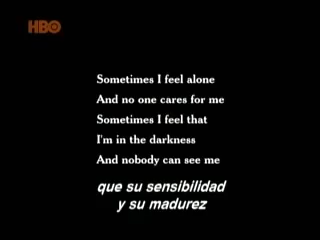 HBO
Sometimes I feel alone
And no one cares for me
Sometimes I feel that
I'm in the darkness
And nobody can see me
que su sensibilidad
y su madurez